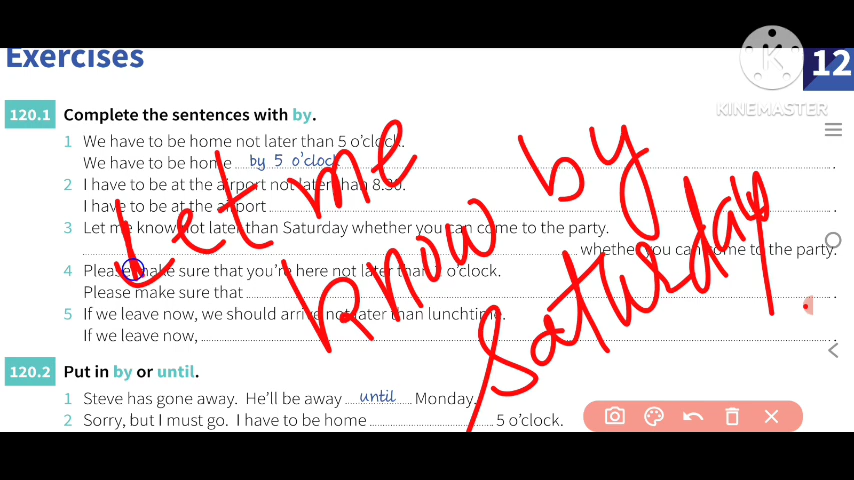 Exercises
12
KINEMASTER
120.1 Complete the sentences with by.
1 We have to be home not later than 5 o'clock.
We have to be home by 5 o'clock .
2 I have to be at the airport not later than 8.30.
I have to be at the airport .
3 Let me know not later than Saturday whether you can come to the party.
whether you can come to the party.
4 Please make sure that you're here not later than o'clock.
Please make sure that .
5 If we leave now, we should arrive not later than lunchtime.
If we leave now, .
Let me
know by
Saturday
120.2 Put in by or until.
1 Steve has gone away. He'll be away until Monday.
2 Sorry, but I must go. I have to be home 5 o'clock.